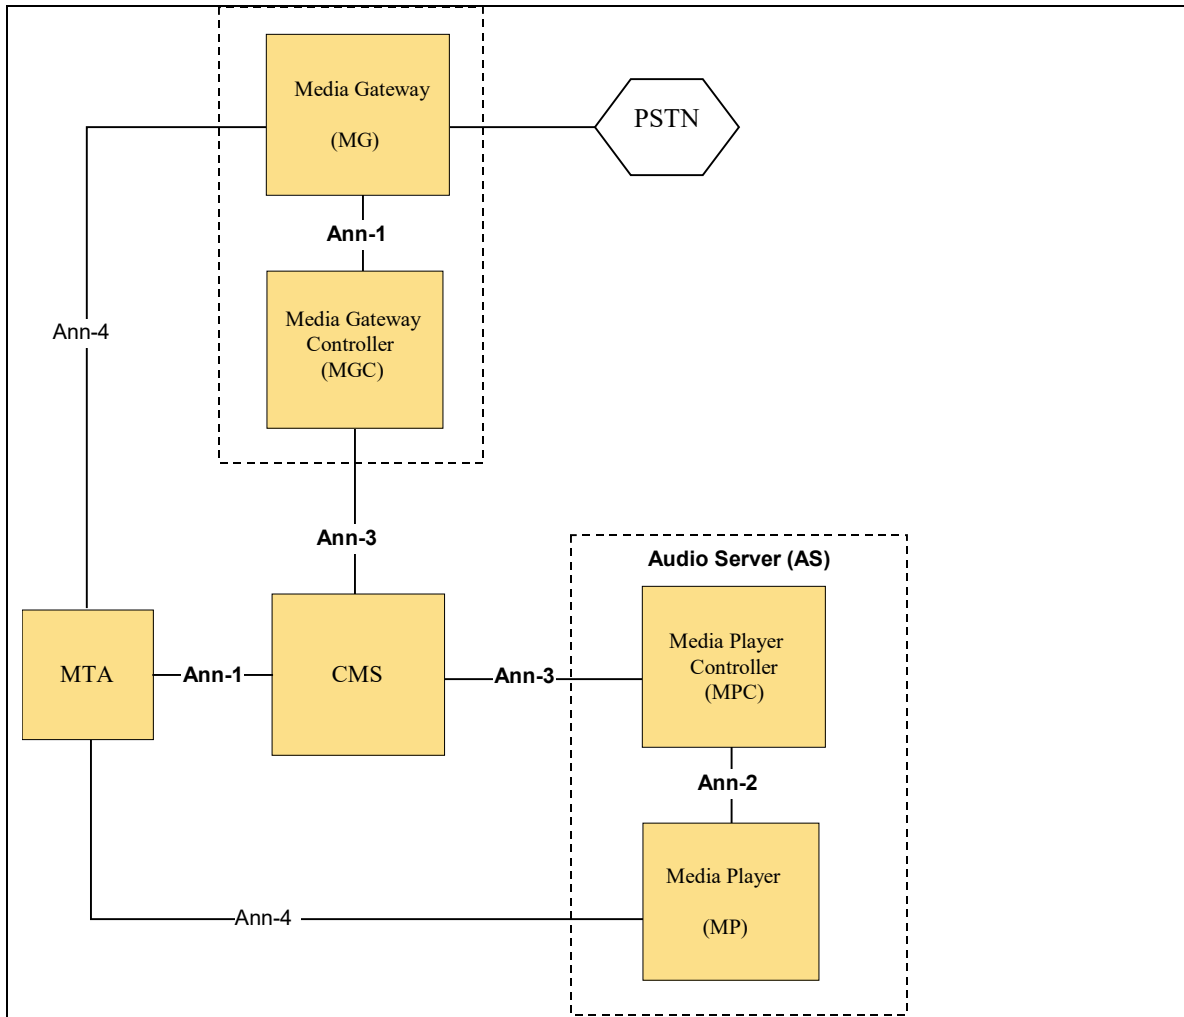 Media Gateway
(MG)
PSTN
Ann-1
Media Gateway
Controller
(MGC)
Ann-4
Ann-3
Audio Server (AS)
Media Player
Controller
(MPC)
MTA
Ann-1
CMS
Ann-3
Ann-2
Media Player
(MP)
Ann-4